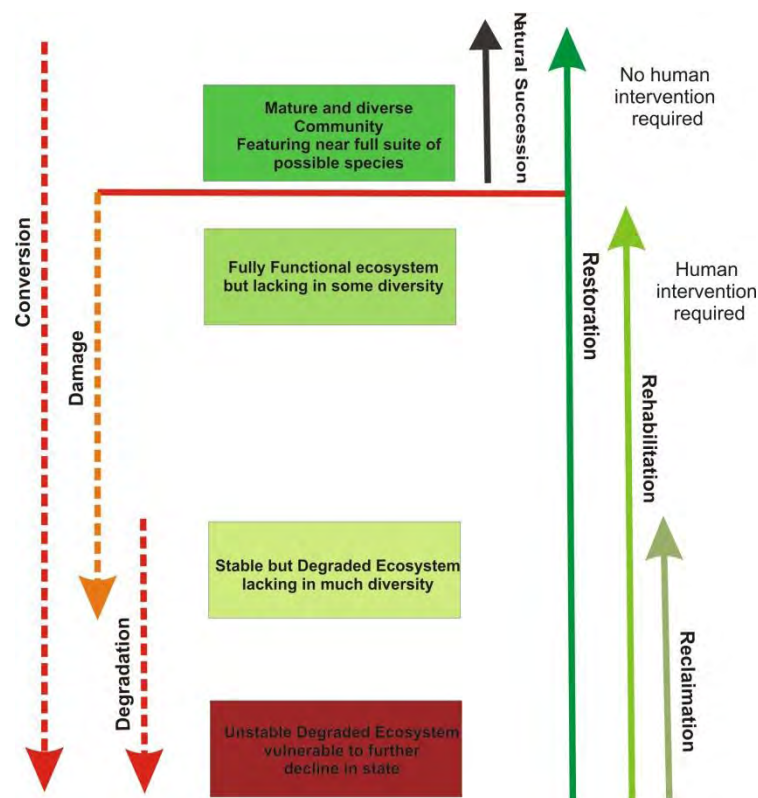 Mature and diverse
Community
Featuring near full suite of
possible species
Natural Succession
No human
intervention
required
Conversion
Damage
Fully Functional ecosystem
but lacking in some diversity
Restoration
Human
intervention
required
Rehabilitation
Stable but Degraded Ecosystem
lacking in much diversity
Degradation
Reclaimation
Unstable Degraded Ecosystem
vulnerable to further
decline in state